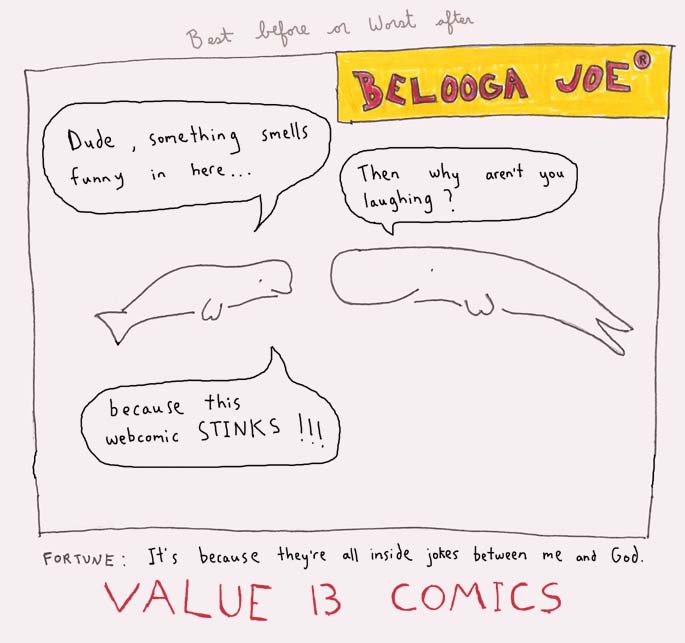 Best before or Worst after
BELOOGA JOE®
Dude, something smells
funny in here...
Then why aren't you
laughing?
because this
webcomic STINKS !!!
FORTUNE: It's because they're all inside jokes between me and God.
VALUE 13 COMICS